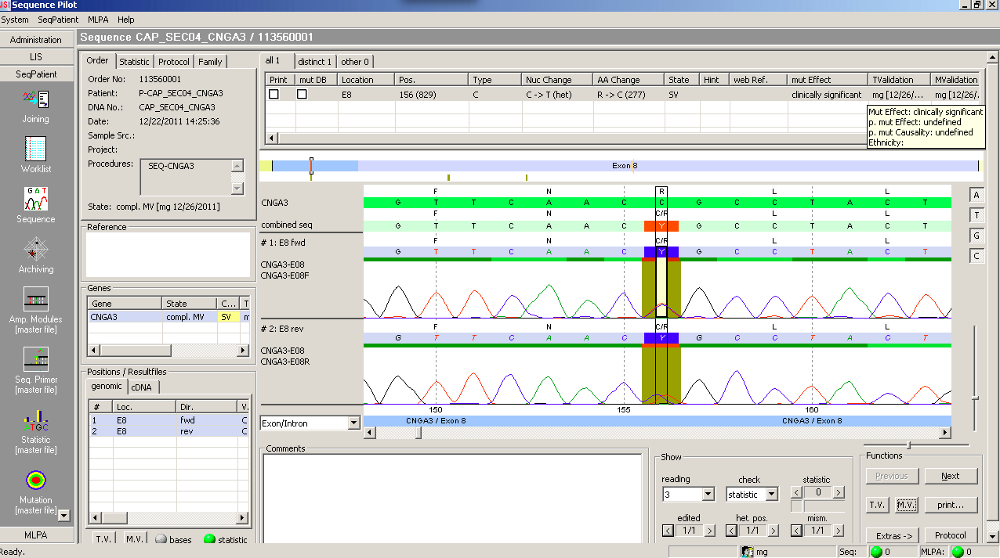 JSI Sequence Pilot
System SeqPatient MLPA Help
Administration
LIS
SeqPatient
Joining
Worklist
G A T
Sequence
Archiving
Amp. Modules
[master file]
Seq. Primer
[master file]
TGC
Statistic
[master file]
Mutation
[master file]
MLPA
Sequence CAP_SEC04_CNGA3 / 113560001
Order Statistic Protocol Family
Order No: 113560001
Patient: P-CAP_SEC04_CNGA3
DNA No.: CAP_SEC04_CNGA3
Date: 12/22/2011 14:25:36
Sample Src.:
Project:
Procedures: SEQ-CNGA3
State: compl. MV [mg 12/26/2011]
Reference
Genes
Gene State C... T
CNGA3 compl. MV SV m
Positions / Resultfiles
genomic cDNA
# Loc. Dir. V.
1 E8 fwd C
2 E8 rev C
T.V. M.V. bases statistic
all 1 distinct 1 other 0
Print mut DB Location Pos. Type Nuc Change AA Change State Hint web Ref. mut Effect TValidation MValidation
E8 156 (829) C C -> T (het) R -> C (277) SV clinically significant mg [12/26/... mg [12/26/.
Mut Effect: clinically significant
p. mut Effect: undefined
p. mut Causality: undefined
Ethnicity:
Exon 8
F N R L L
CNGA3 G T T C A A C C G C C T A C T
F N C/R L L
combined seq G T T C A A C Y G C C T A C T
# 1: E8 fwd F N C/R L L
G T T C A A C Y G C C T A C T
CNGA3-E08
CNGA3-E08F
# 2: E8 rev F N C/R L L
G T T C A A C Y G C C T A C T
CNGA3-E08
CNGA3-E08R
150 155 160
Exon/Intron CNGA3 / Exon 8 CNGA3 / Exon 8
A
T
G
C
Comments
Show
reading check statistic
3 statistic < 0 >
edited het. pos. mism.
< 1/1 > < 1/1 > < 1/1 >
Functions
Previous Next
T.V. M.V. print...
Extras -> Protocol
Ready. mg Seq: 0 MLPA: 0